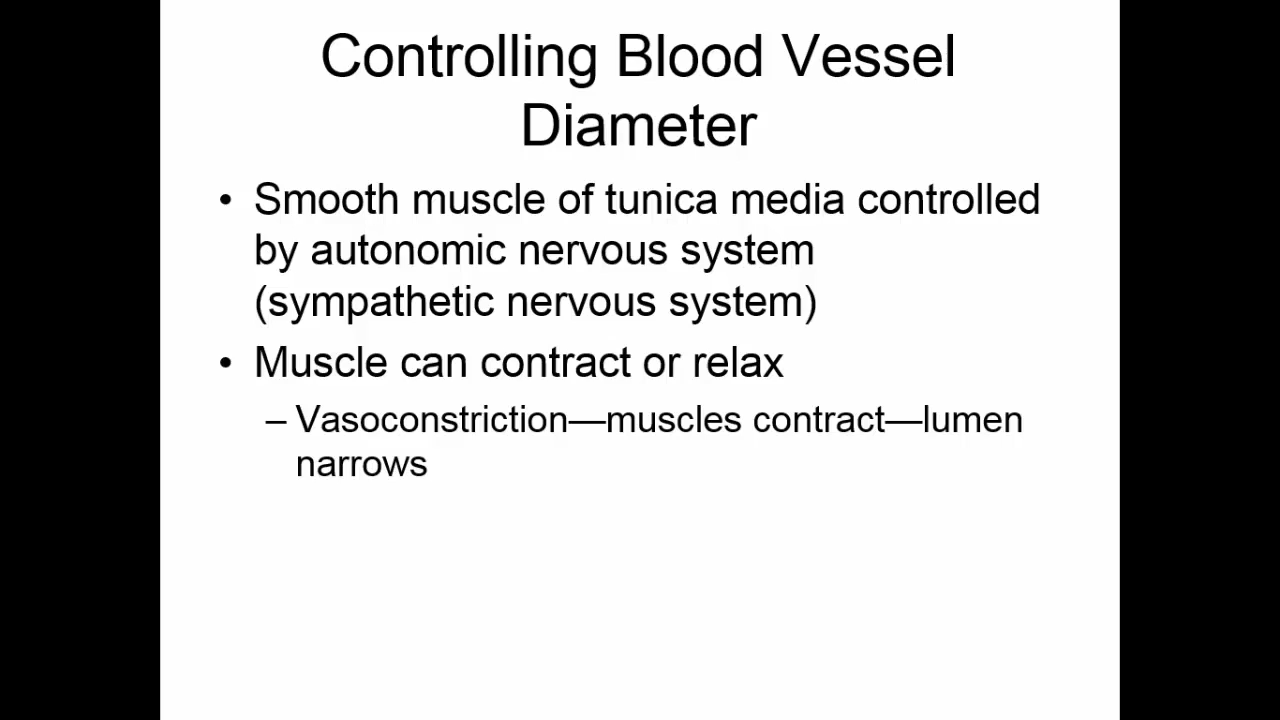 Controlling Blood Vessel
Diameter
• Smooth muscle of tunica media controlled
by autonomic nervous system
(sympathetic nervous system)
• Muscle can contract or relax
– Vasoconstriction—muscles contract—lumen
narrows